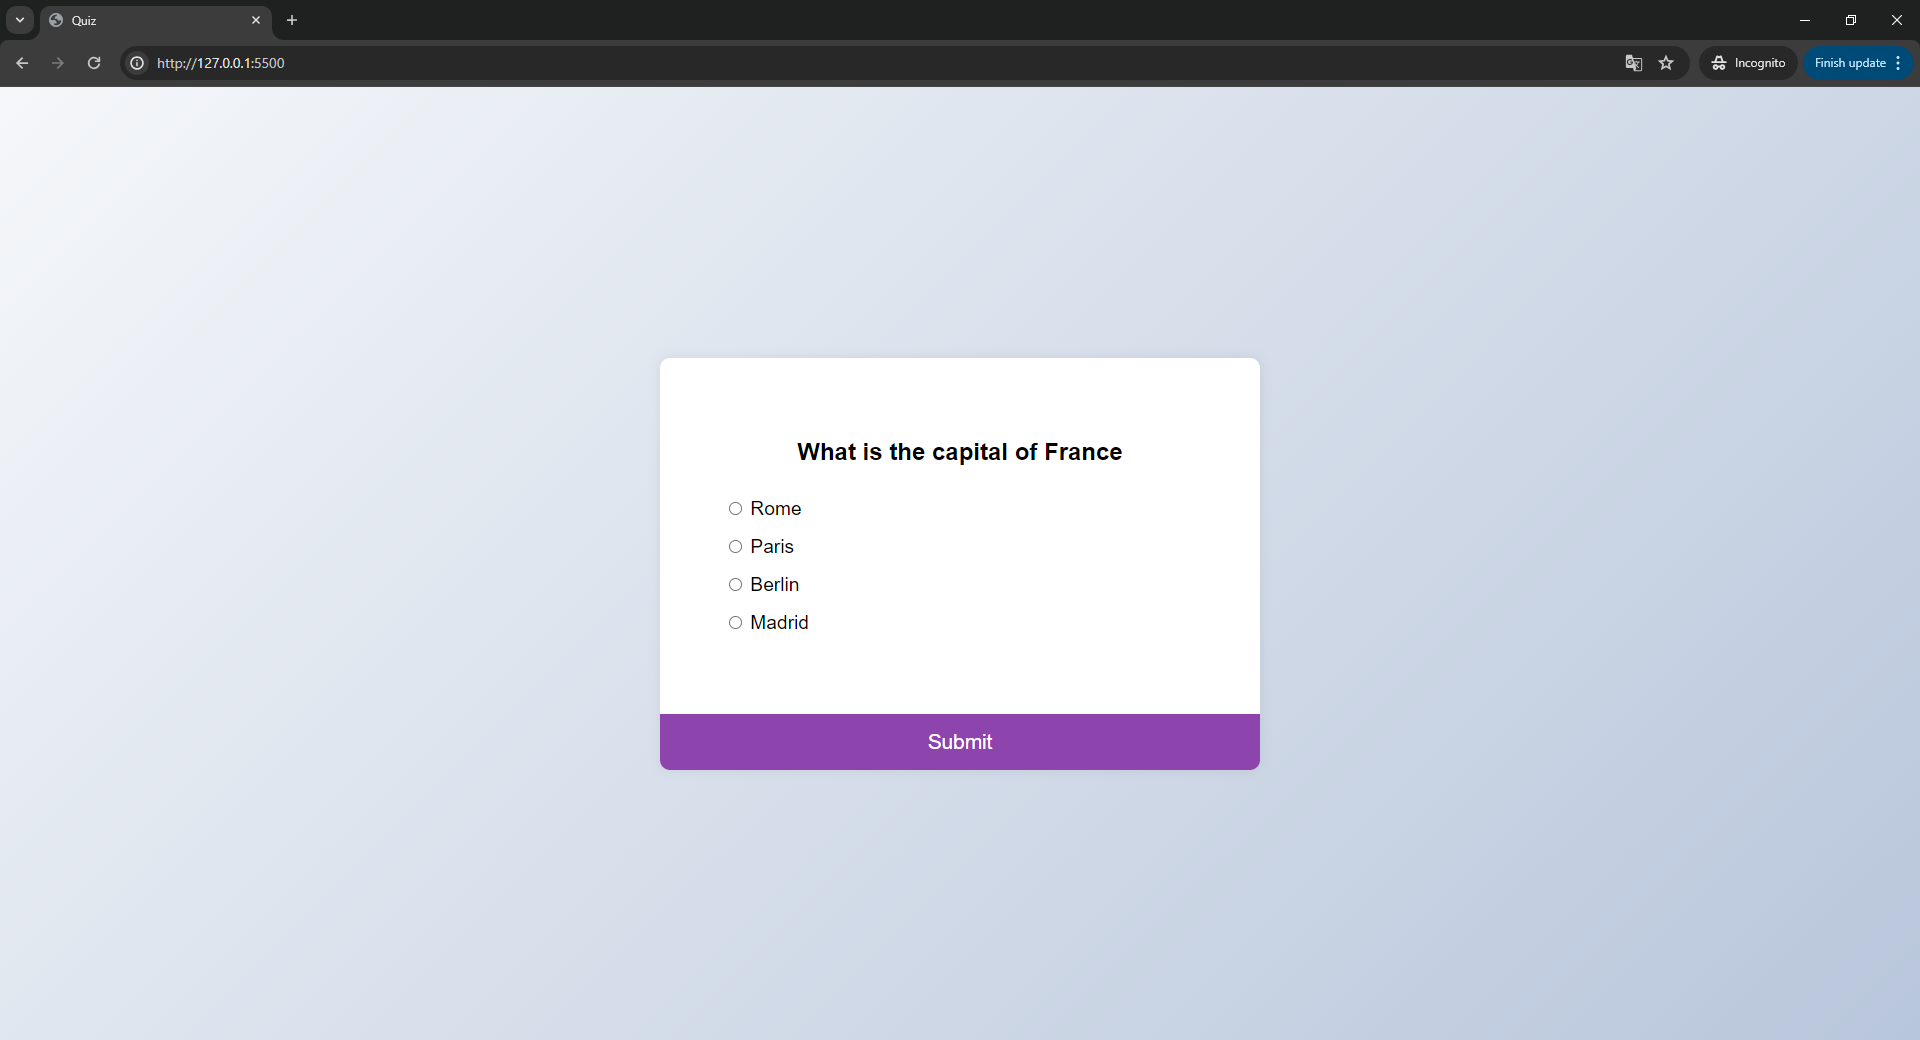 Quiz
http://127.0.0.1:5500
Incognito
Finish update
What is the capital of France
Rome
Paris
Berlin
Madrid
Submit